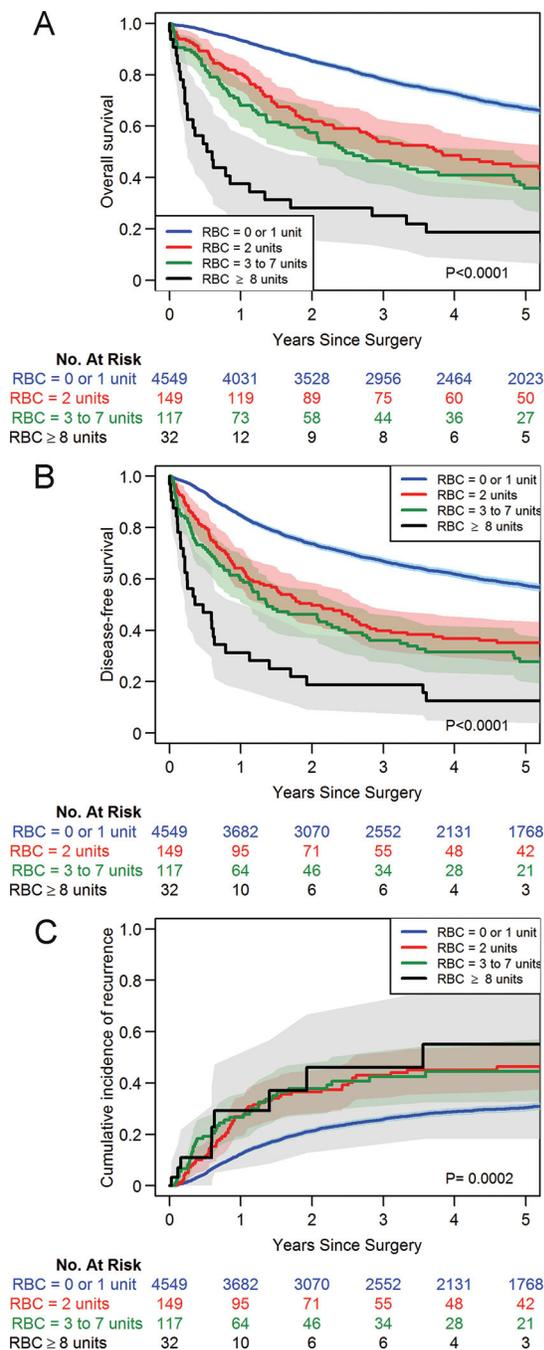 A
Overall survival
1.0
0.8
0.6
0.4
0.2
0
RBC = 0 or 1 unit
RBC = 2 units
RBC = 3 to 7 units
RBC ≥ 8 units
P<0.0001
0 1 2 3 4 5
Years Since Surgery
No. At Risk
RBC = 0 or 1 unit 4549 4031 3528 2956 2464 2023
RBC = 2 units 149 119 89 75 60 50
RBC = 3 to 7 units 117 73 58 44 36 27
RBC ≥ 8 units 32 12 9 8 6 5
B
Disease-free survival
1.0
0.8
0.6
0.4
0.2
0
RBC = 0 or 1 unit
RBC = 2 units
RBC = 3 to 7 units
RBC ≥ 8 units
P<0.0001
0 1 2 3 4 5
Years Since Surgery
No. At Risk
RBC = 0 or 1 unit 4549 3682 3070 2552 2131 1768
RBC = 2 units 149 95 71 55 48 42
RBC = 3 to 7 units 117 64 46 34 28 21
RBC ≥ 8 units 32 10 6 6 4 3
C
Cumulative incidence of recurrence
1.0
0.8
0.6
0.4
0.2
0
RBC = 0 or 1 unit
RBC = 2 units
RBC = 3 to 7 units
RBC ≥ 8 units
P= 0.0002
0 1 2 3 4 5
Years Since Surgery
No. At Risk
RBC = 0 or 1 unit 4549 3682 3070 2552 2131 1768
RBC = 2 units 149 95 71 55 48 42
RBC = 3 to 7 units 117 64 46 34 28 21
RBC ≥ 8 units 32 10 6 6 4 3